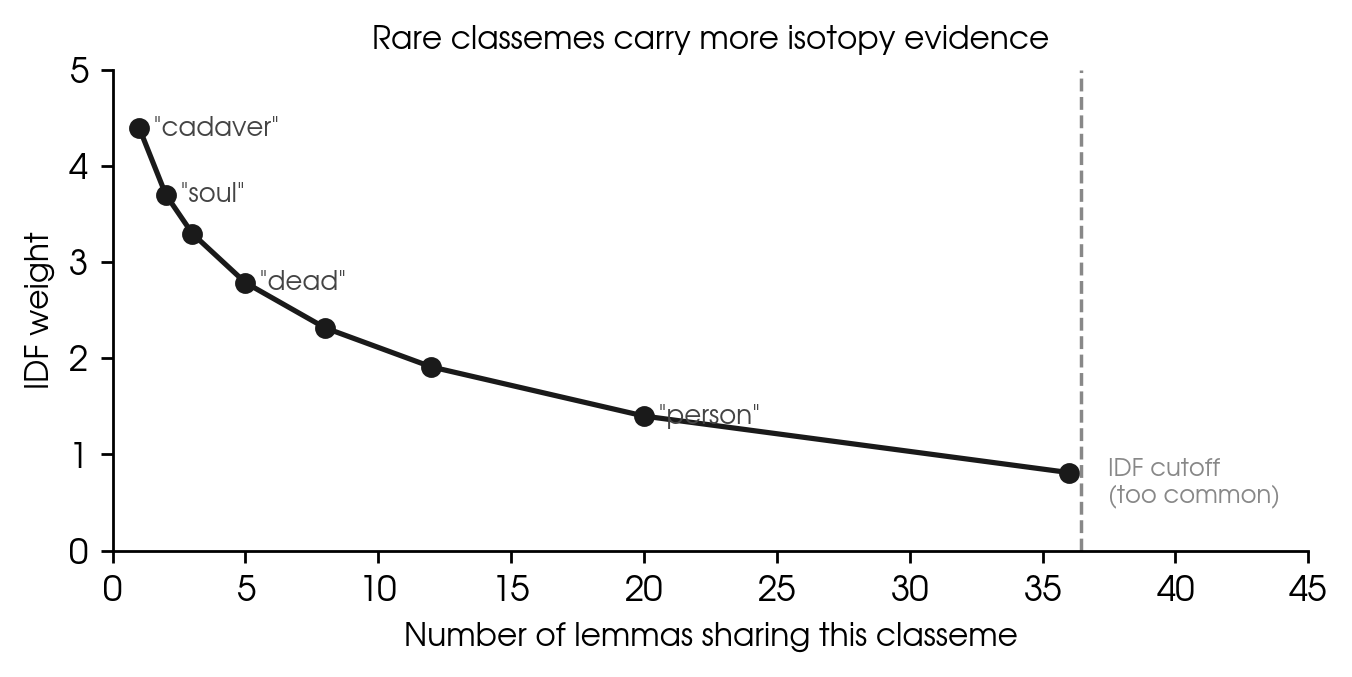 Rare classemes carry more isotopy evidence
5
4
3
2
1
0
IDF weight
"cadaver"
"soul"
"dead"
"person"
IDF cutoff
(too common)
0 5 10 15 20 25 30 35 40 45
Number of lemmas sharing this classeme